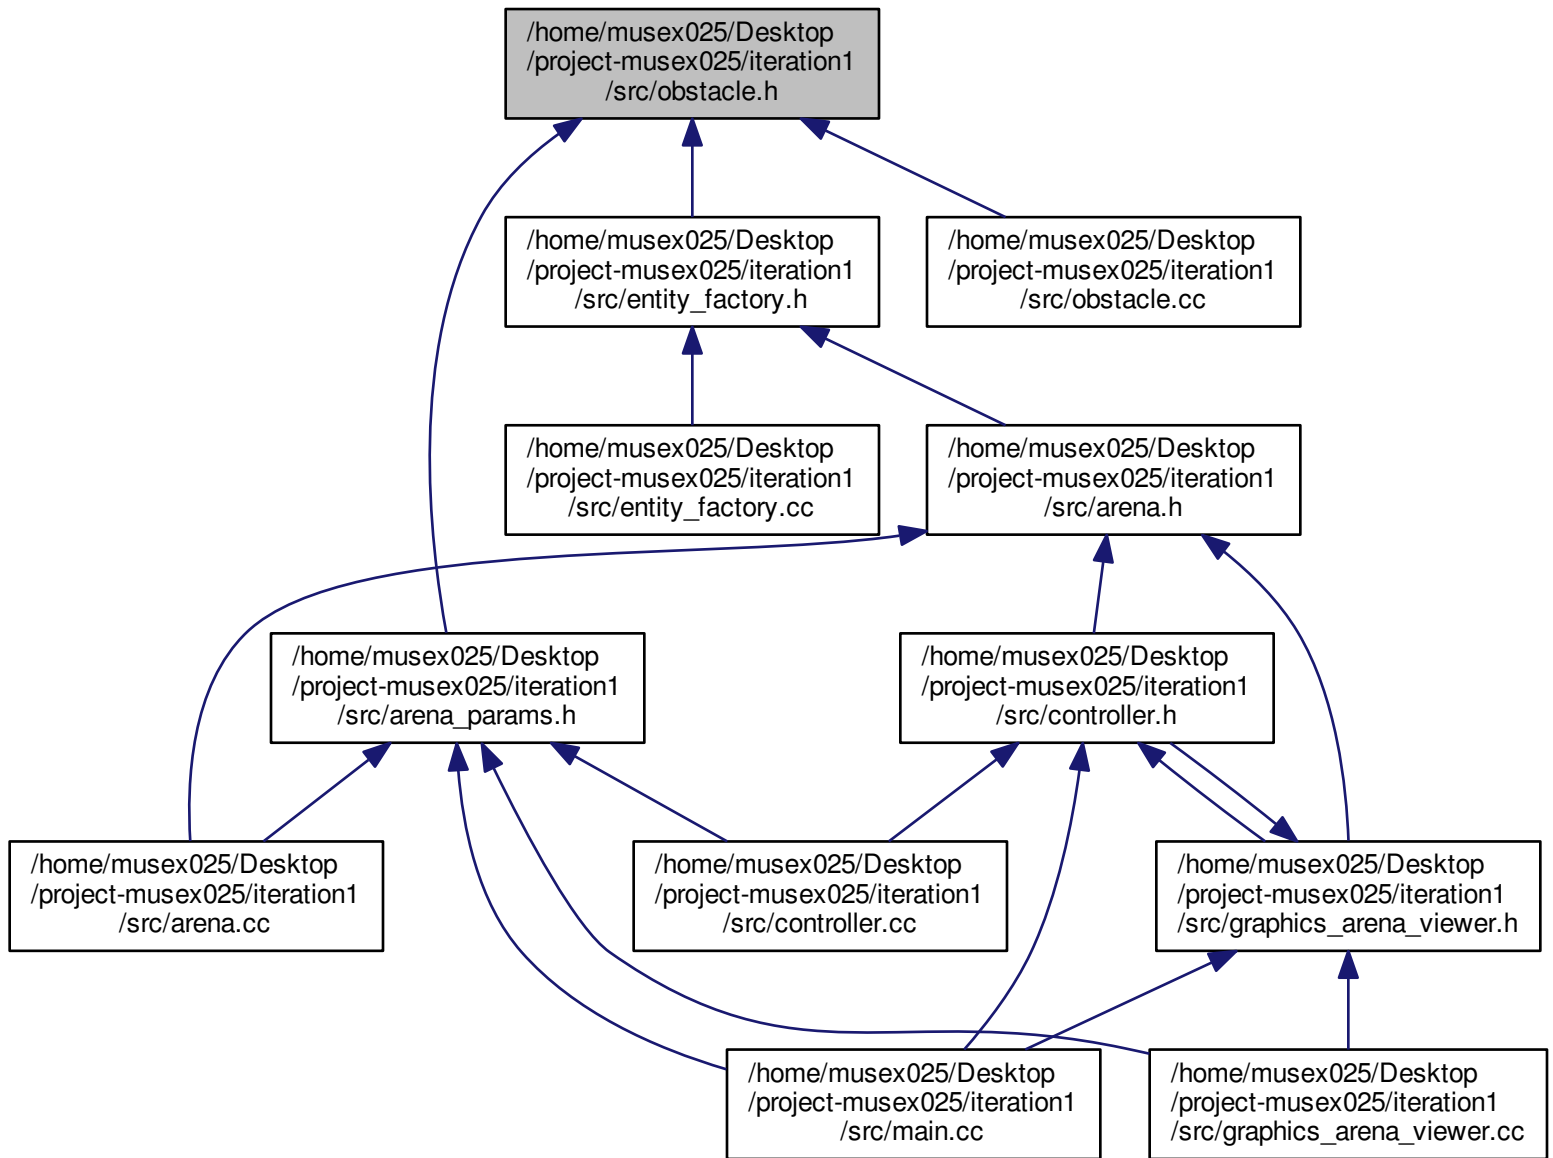 /home/musex025/Desktop
/project-musex025/iteration1
/src/obstacle.h
/home/musex025/Desktop
/project-musex025/iteration1
/src/entity_factory.h
/home/musex025/Desktop
/project-musex025/iteration1
/src/obstacle.cc
/home/musex025/Desktop
/project-musex025/iteration1
/src/entity_factory.cc
/home/musex025/Desktop
/project-musex025/iteration1
/src/arena.h
/home/musex025/Desktop
/project-musex025/iteration1
/src/arena_params.h
/home/musex025/Desktop
/project-musex025/iteration1
/src/controller.h
/home/musex025/Desktop
/project-musex025/iteration1
/src/arena.cc
/home/musex025/Desktop
/project-musex025/iteration1
/src/controller.cc
/home/musex025/Desktop
/project-musex025/iteration1
/src/graphics_arena_viewer.h
/home/musex025/Desktop
/project-musex025/iteration1
/src/main.cc
/home/musex025/Desktop
/project-musex025/iteration1
/src/graphics_arena_viewer.cc